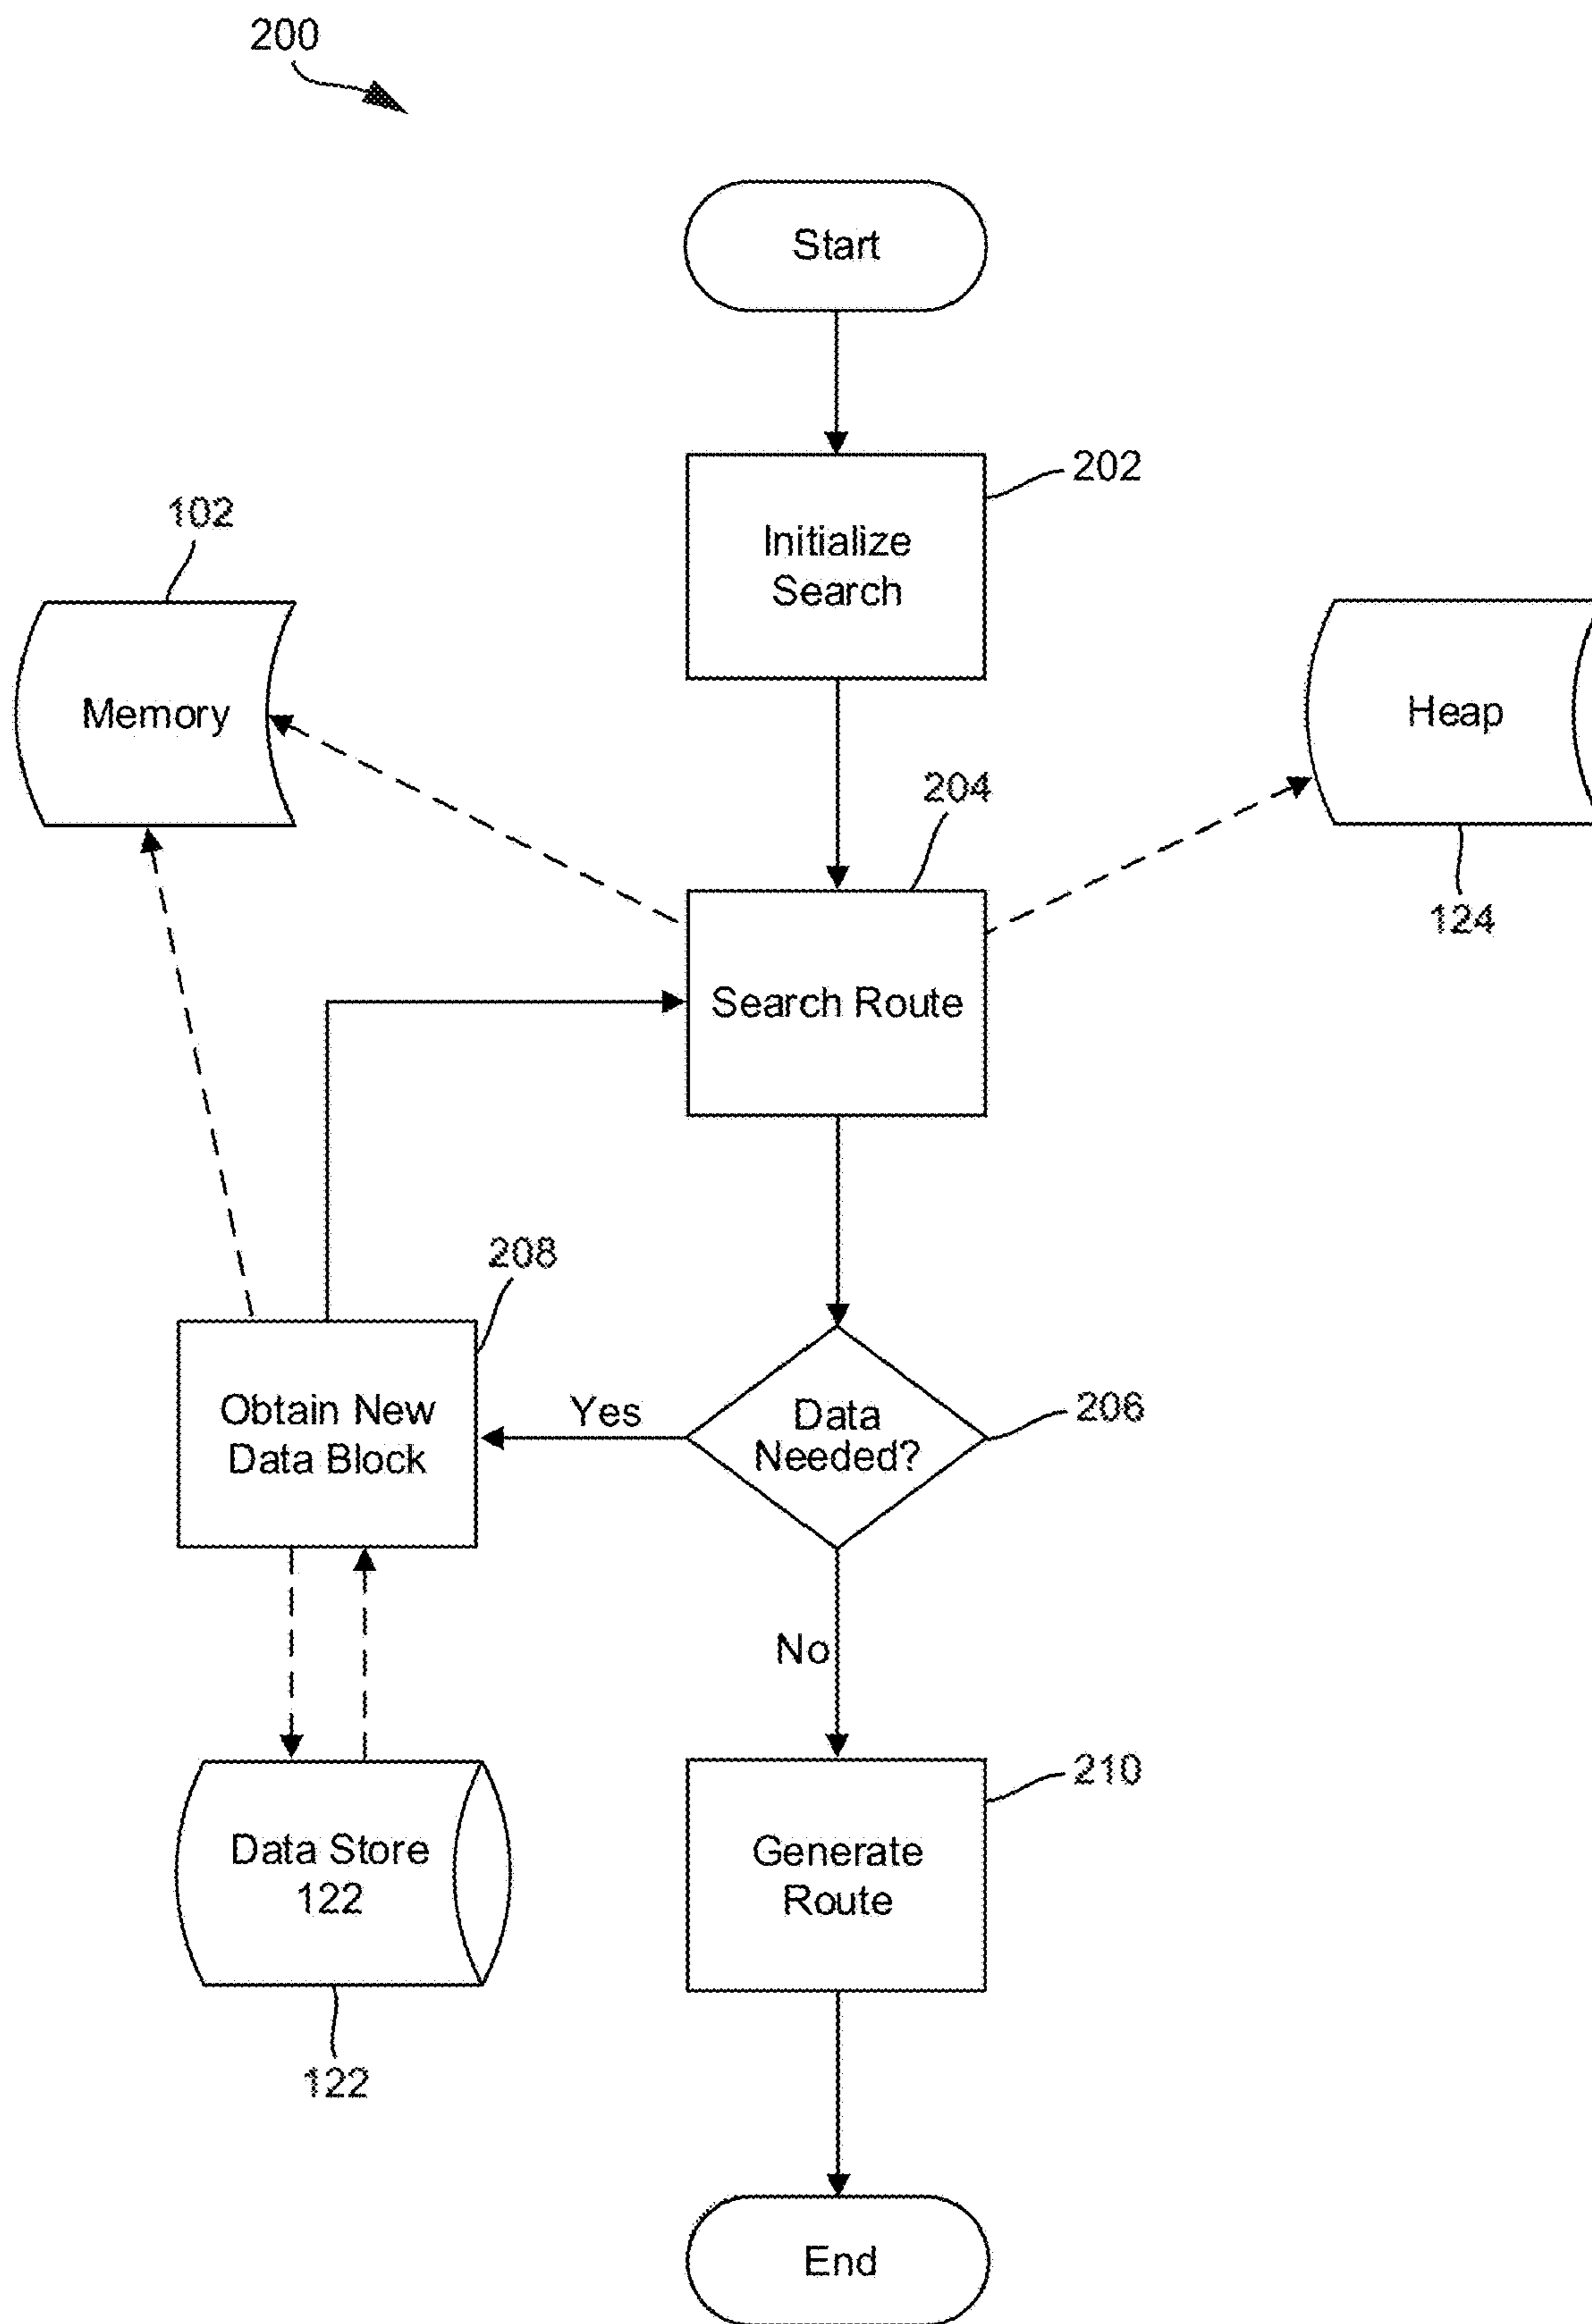 200
Start
202
Initialize
Search
102
Memory
Heap
204
124
Search Route
208
Obtain New
Data Block
Yes
Data
Needed?
206
No
210
Data Store
122
Generate
Route
122
End